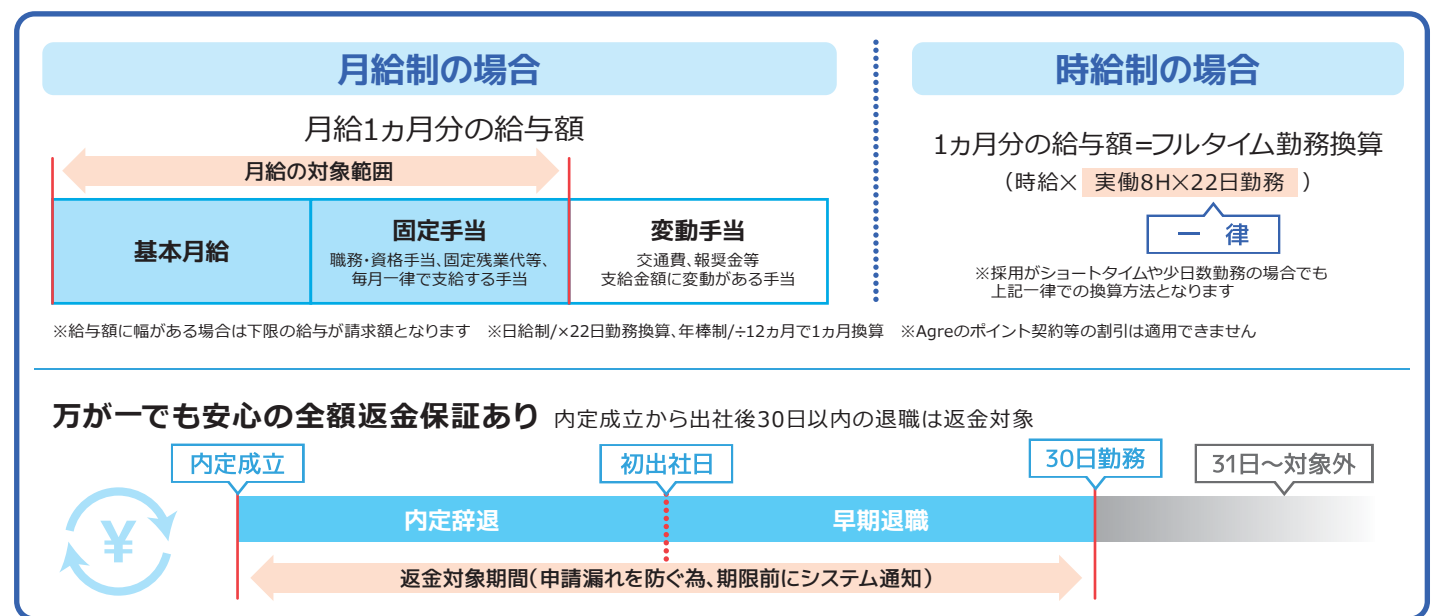 月給制の場合
月給1ヵ月分の給与額
月給の対象範囲
基本月給
固定手当
職務・資格手当、固定残業代等、
毎月一律で支給する手当
変動手当
交通費、報奨金等
支給金額に変動がある手当
時給制の場合
1ヵ月分の給与額=フルタイム勤務換算
(時給× 実働8H×22日勤務 )
一 律
※採用がショートタイムや少日数勤務の場合でも
上記一律での換算方法となります
※給与額に幅がある場合は下限の給与が請求額となります ※日給制/×22日勤務換算、年棒制/÷12ヵ月で1ヵ月換算 ※Agreのポイント契約等の割引は適用できません
万が一でも安心の全額返金保証あり 内定成立から出社後30日以内の退職は返金対象
内定成立
初出社日
30日勤務
31日〜対象外
¥
内定辞退
早期退職
返金対象期間(申請漏れを防ぐ為、期限前にシステム通知)